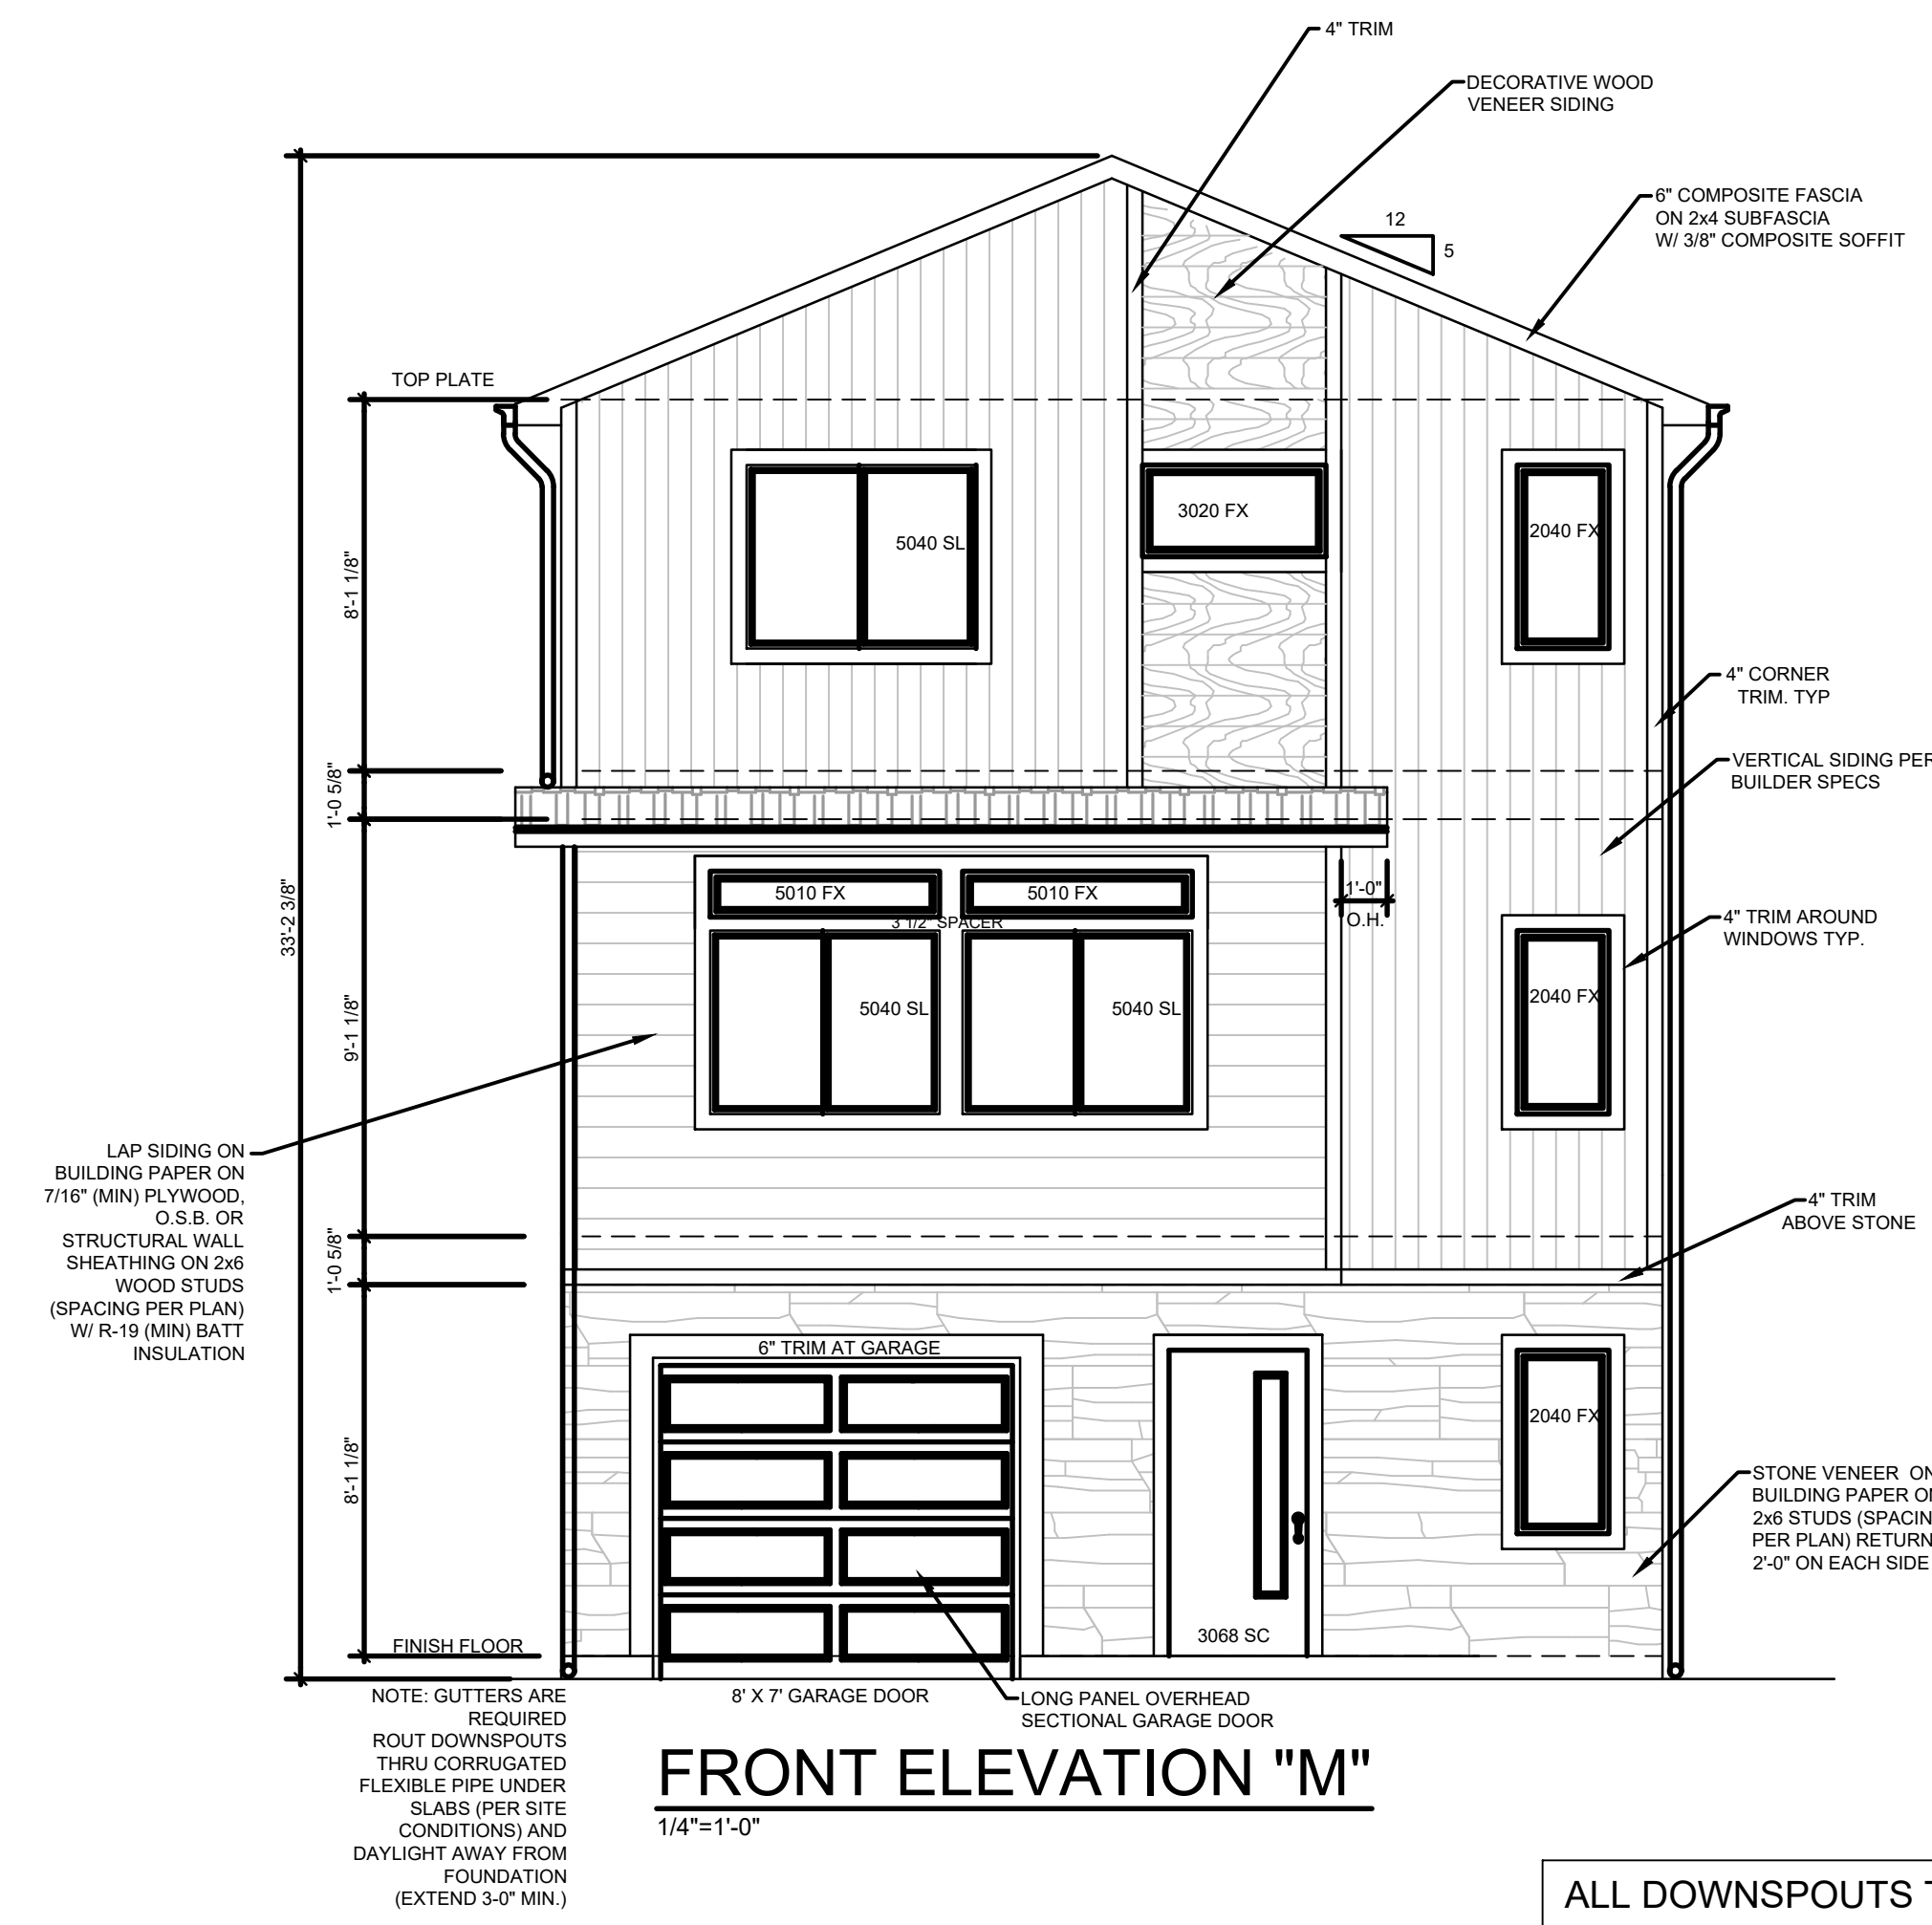 4" TRIM
DECORATIVE WOOD
VENEER SIDING
6" COMPOSITE FASCIA
ON 2x4 SUBFASCIA
W/ 3/8" COMPOSITE SOFFIT
12
5
TOP PLATE
8'-1 1/8"
5040 SL
3020 FX
2040 FX
4" CORNER
TRIM. TYP
VERTICAL SIDING PER
BUILDER SPECS
1'-0 5/8"
33'-2 3/8"
9'-1 1/8"
5010 FX
5010 FX
3 1/2" SPACER
1'-0"
O.H.
4" TRIM AROUND
WINDOWS TYP.
5040 SL
5040 SL
2040 FX
LAP SIDING ON
BUILDING PAPER ON
7/16" (MIN) PLYWOOD,
O.S.B. OR
STRUCTURAL WALL
SHEATHING ON 2x6
WOOD STUDS
(SPACING PER PLAN)
W/ R-19 (MIN) BATT
INSULATION
4" TRIM
ABOVE STONE
1'-0 5/8"
6" TRIM AT GARAGE
8'-1 1/8"
2040 FX
STONE VENEER ON
BUILDING PAPER ON
2x6 STUDS (SPACIN
PER PLAN) RETURN
2'-0" ON EACH SIDE
3068 SC
FINISH FLOOR
NOTE: GUTTERS ARE
REQUIRED
ROUT DOWNSPOUTS
THRU CORRUGATED
FLEXIBLE PIPE UNDER
SLABS (PER SITE
CONDITIONS) AND
DAYLIGHT AWAY FROM
FOUNDATION
(EXTEND 3-0" MIN.)
8' X 7' GARAGE DOOR
LONG PANEL OVERHEAD
SECTIONAL GARAGE DOOR
FRONT ELEVATION "M"
1/4"=1'-0"
ALL DOWNSPOUTS T